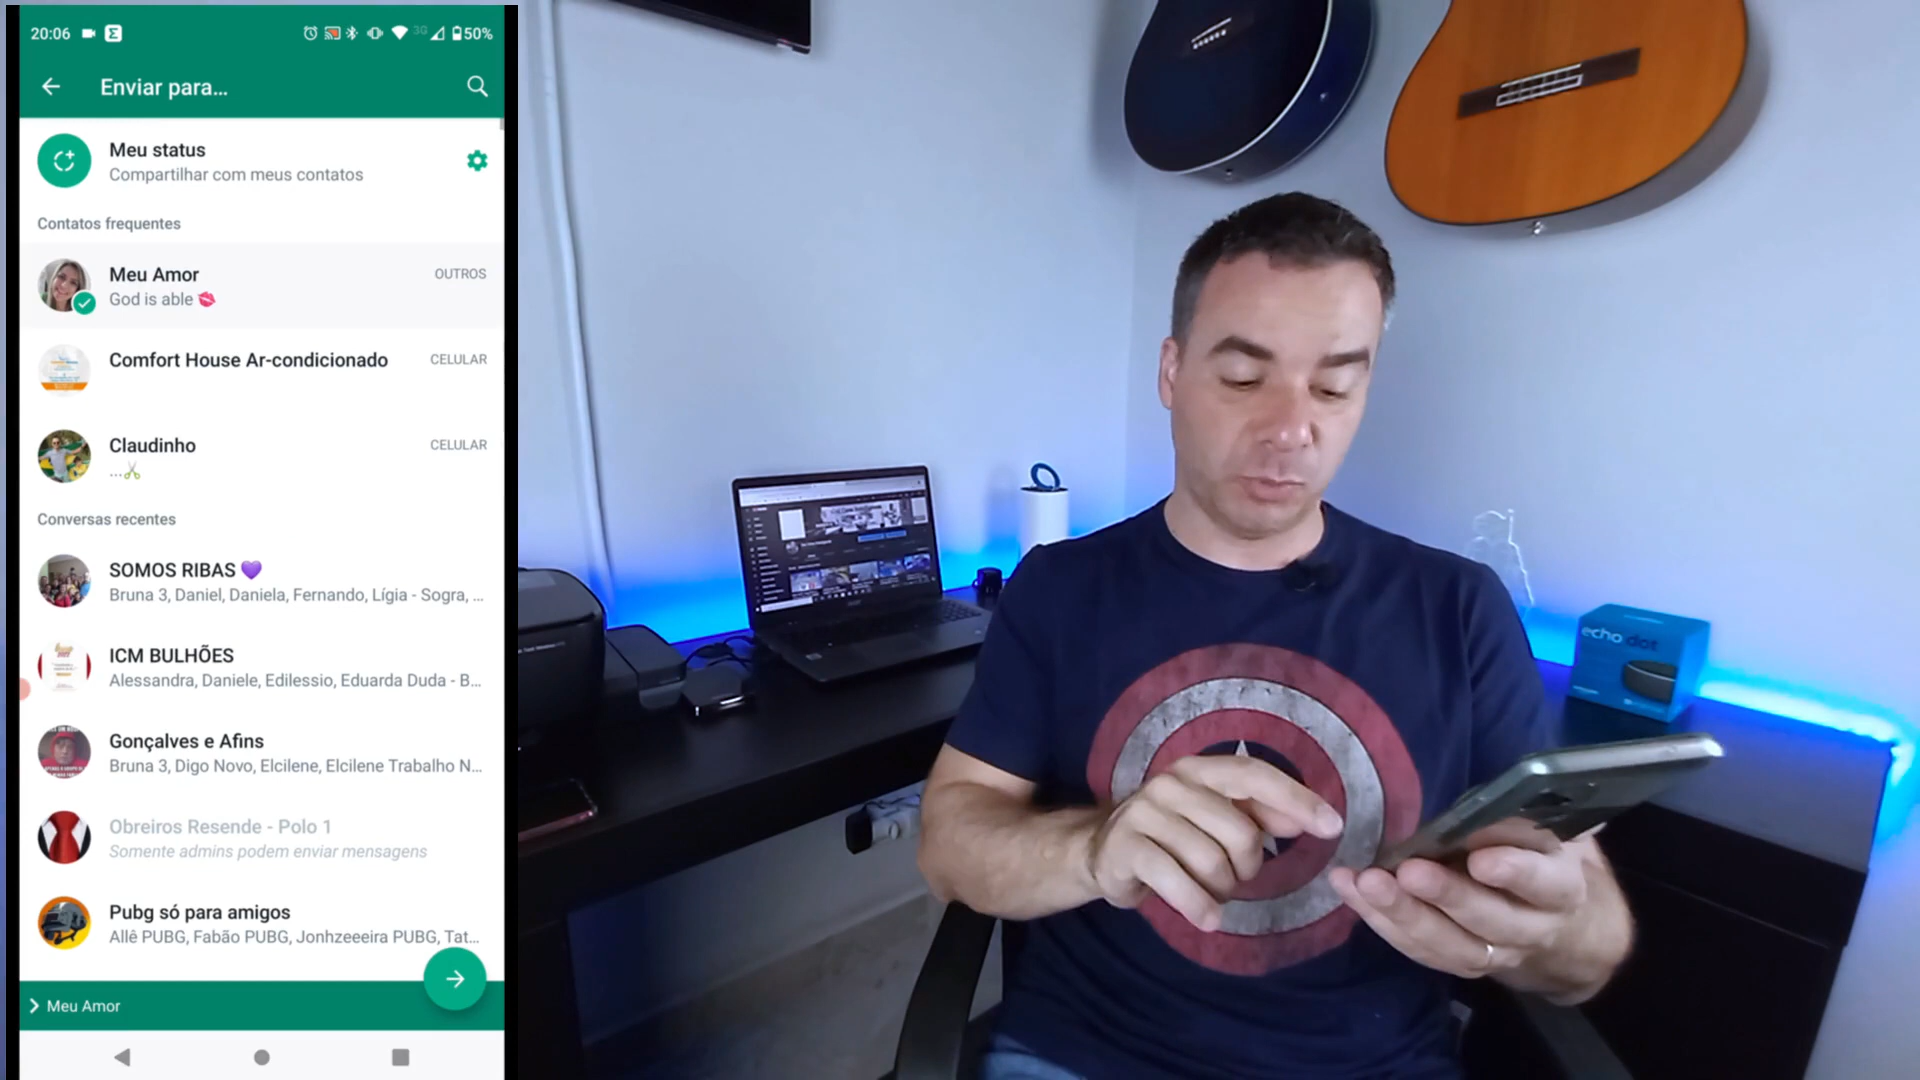 20:06
3G
50%
Enviar para...
Meu status
Compartilhar com meus contatos
Contatos frequentes
Meu Amor
OUTROS
God is able 💋
Comfort House Ar-condicionado
CELULAR
Claudinho
CELULAR
...✂️
Conversas recentes
SOMOS RIBAS 💜
Bruna 3, Daniel, Daniela, Fernando, Lígia - Sogra, ...
ICM BULHÕES
Alessandra, Daniele, Edilessio, Eduarda Duda - B...
Gonçalves e Afins
Bruna 3, Digo Novo, Elcilene, Elcilene Trabalho N...
Obreiros Resende - Polo 1
Somente admins podem enviar mensagens
Pubg só para amigos
Allê PUBG, Fabão PUBG, Jonhzeeeira PUBG, Tat...
Meu Amor
echo dot